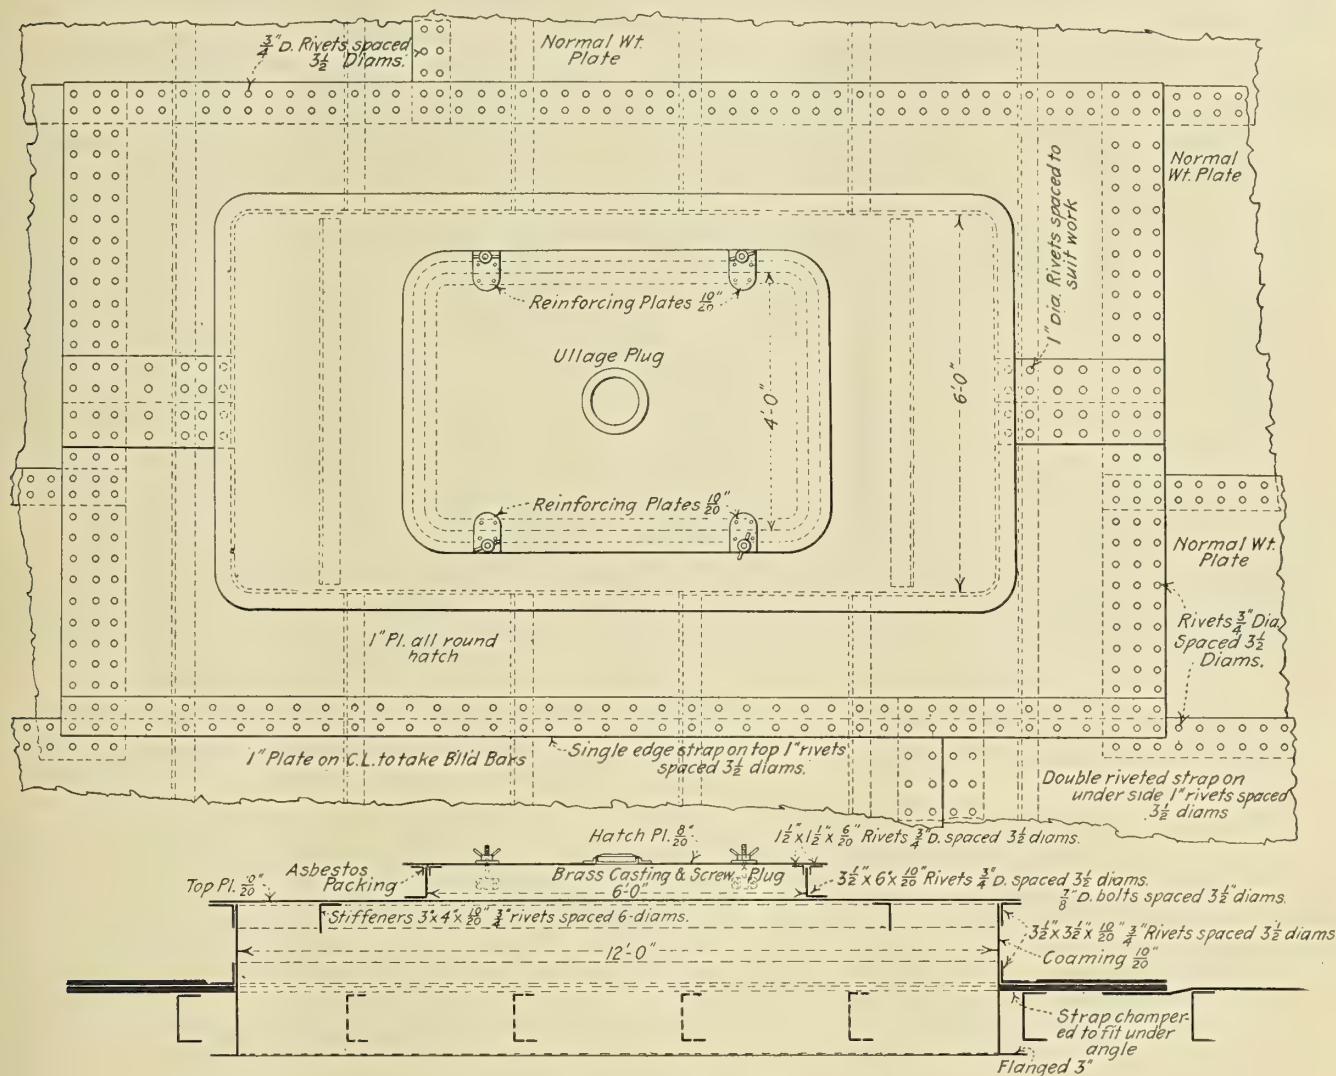 3/4" D. Rivets spaced
3 1/2 Diams.
Normal Wt.
Plate
Normal
Wt. Plate
1" Dia. Rivets spaced to
suit work
Reinforcing Plates 10/20"
Ullage Plug
4'-0"
6'-0"
Reinforcing Plates 10/20"
Normal Wt.
Plate
1" Pl. all round
hatch
Rivets 3/4" Dia.
Spaced 3 1/2
Diams.
1" Plate on C.L. to take Blld Bars
Single edge strap on top 1" rivets
spaced 3 1/2 diams.
Double riveted strap on
under side 1" rivets spaced
3 1/2 diams
Hatch Pl. 8/20"
1 1/2" x 1 1/2" x 6/20" Rivets 3/4" D. spaced 3 1/2 diams.
Asbestos
Packing
Brass Casting & Screw Plug
6'-0"
3 1/2" x 6" x 10/20" Rivets 3/4" D. spaced 3 1/2 diams.
Top Pl. 10/20"
7/8" D. bolts spaced 3 1/2" diams.
Stiffeners 3" x 4" x 10/20" 3/4" rivets spaced 6-diams.
3 1/2" x 3 1/2" x 10/20" 3/4" Rivets spaced 3 1/2 diams
12'-0"
Coaming 10/20"
Strap champer-
ed to fit under
angle
Flanged 3"